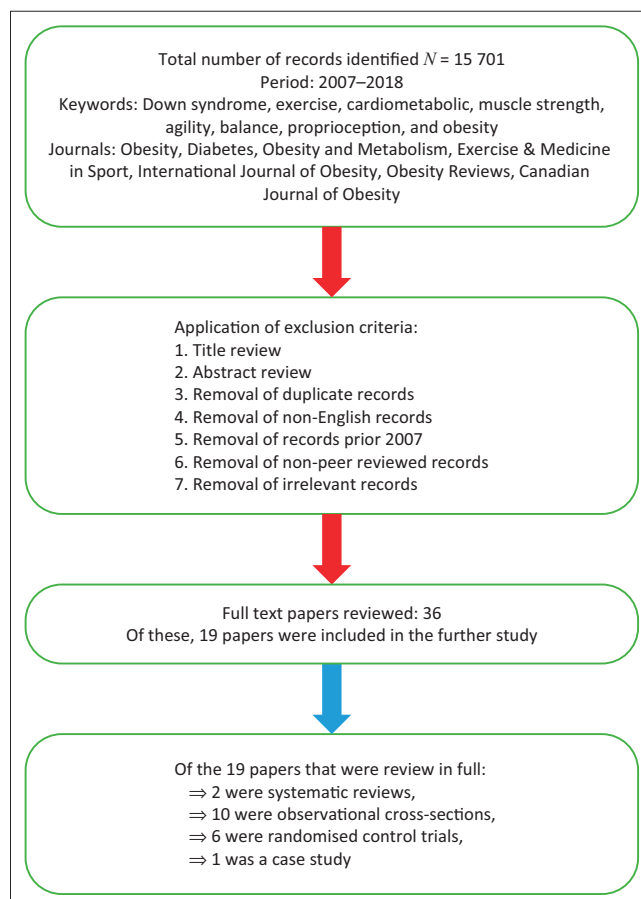 Total number of records identified N = 15 701
Period: 2007–2018
Keywords: Down syndrome, exercise, cardiometabolic, muscle strength,
agility, balance, proprioception, and obesity
Journals: Obesity, Diabetes, Obesity and Metabolism, Exercise & Medicine
in Sport, International Journal of Obesity, Obesity Reviews, Canadian
Journal of Obesity
Application of exclusion criteria:
1. Title review
2. Abstract review
3. Removal of duplicate records
4. Removal of non-English records
5. Removal of records prior 2007
6. Removal of non-peer reviewed records
7. Removal of irrelevant records
Full text papers reviewed: 36
Of these, 19 papers were included in the further study
Of the 19 papers that were review in full:
⇒ 2 were systematic reviews,
⇒ 10 were observational cross-sections,
⇒ 6 were randomised control trials,
⇒ 1 was a case study